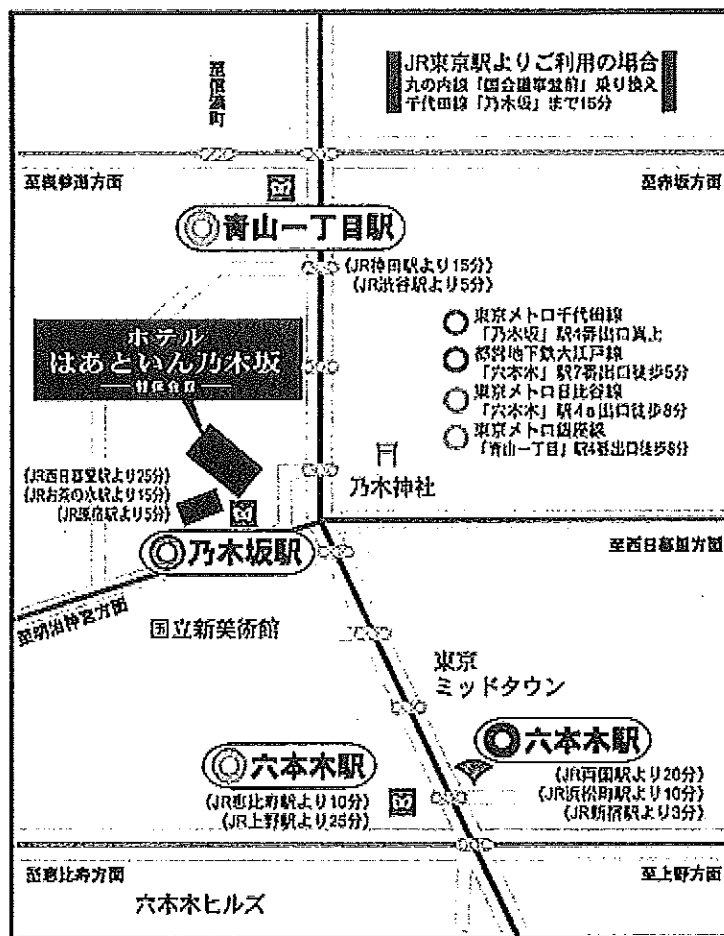 JR東京駅よりご利用の場合
丸の内線「国会議事堂前」乗り換え
千代田線「乃木坂」まで15分
至信濃町
至表参道方面
至赤坂方面
青山一丁目駅
(JR神田駅より15分)
(JR渋谷駅より5分)
ホテル
はあといん乃木坂
東京メトロ千代田線
「乃木坂」駅4番出口真上
都営地下鉄大江戸線
「六本木」駅7番出口徒歩5分
東京メトロ日比谷線
「六本木」駅4a出口徒歩8分
東京メトロ銀座線
「青山一丁目」駅4番出口徒歩8分
(JR西日暮里駅より25分)
(JRお茶の水駅より15分)
(JR原宿駅より5分)
乃木神社
乃木坂駅
至西日暮里方面
至明治神宮方面
国立新美術館
東京
ミッドタウン
六本木駅
(JR恵比寿駅より10分)
(JR上野駅より25分)
六本木駅
(JR両国駅より20分)
(JR浜松町駅より10分)
(JR新宿駅より3分)
至恵比寿方面
至上野方面
六本木ヒルズ